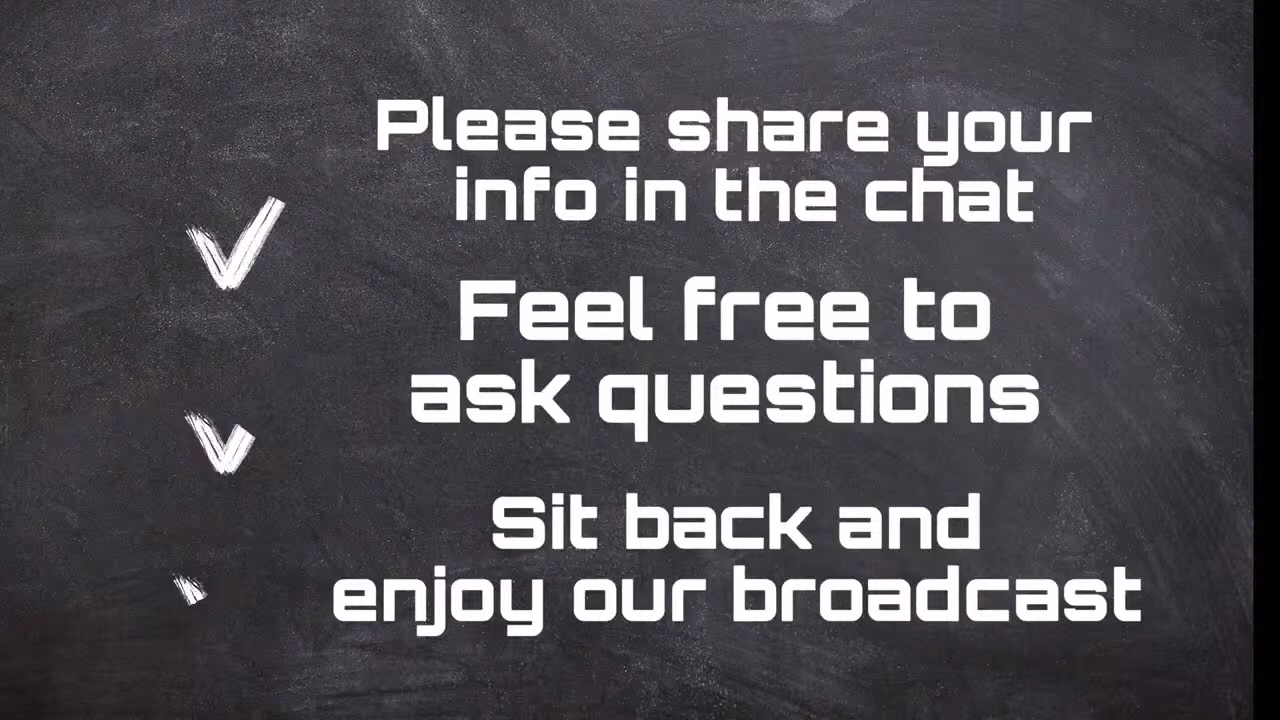 Please share your
info in the chat
Feel free to
ask questions
Sit back and
enjoy our broadcast